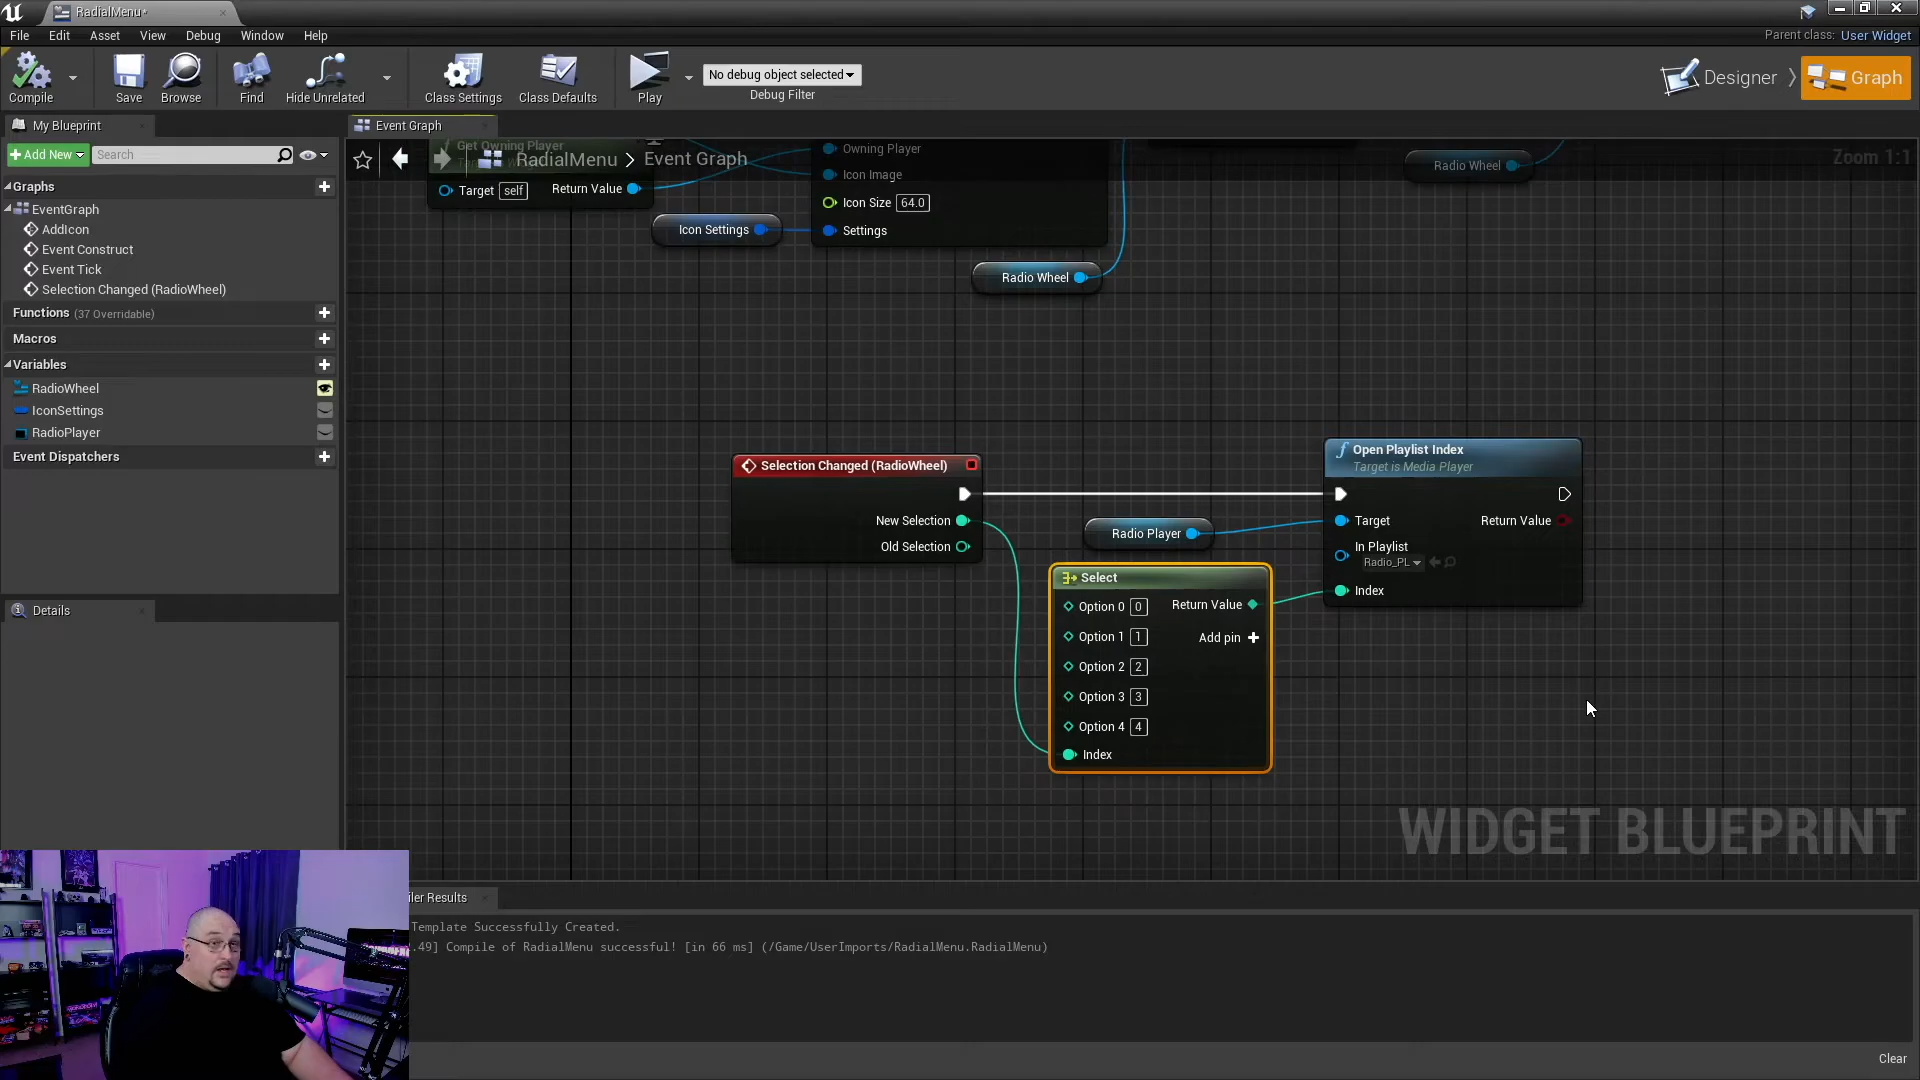 RadialMenu*
File Edit Asset View Debug Window Help
Parent class: User Widget
Compile Save Browse Find Hide Unrelated Class Settings Class Defaults Play
No debug object selected
Debug Filter
Designer Graph
My Blueprint
Add New Search
Graphs
EventGraph
AddIcon
Event Construct
Event Tick
Selection Changed (RadioWheel)
Functions (37 Overridable)
Macros
Variables
RadioWheel
IconSettings
RadioPlayer
Event Dispatchers
Details
Event Graph
RadialMenu > Event Graph
Zoom 1:1
Get Owning Player
Target self Return Value
Owning Player
Icon Image
Icon Size 64.0
Settings
Icon Settings
Radio Wheel
Radio Wheel
Selection Changed (RadioWheel)
New Selection
Old Selection
Radio Player
Select
Option 0 0 Return Value
Option 1 1 Add pin
Option 2 2
Option 3 3
Option 4 4
Index
Open Playlist Index
Target is Media Player
Target Return Value
In Playlist
Radio_PL
Index
WIDGET BLUEPRINT
iler Results
Template Successfully Created.
.49] Compile of RadialMenu successful! [in 66 ms] (/Game/UserImports/RadialMenu.RadialMenu)
Clear